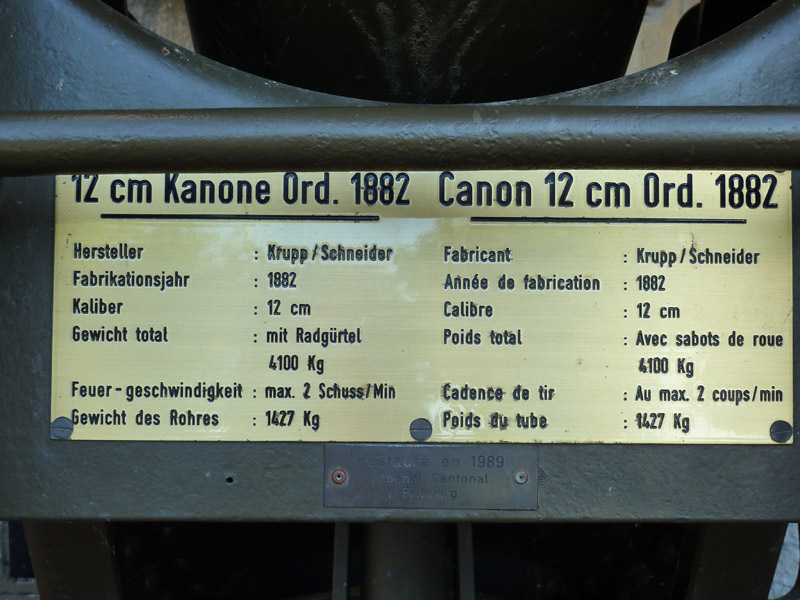 12 cm Kanone Ord. 1882
Hersteller : Krupp/Schneider
Fabrikationsjahr : 1882
Kaliber : 12 cm
Gewicht total : mit Radgürtel
4100 Kg
Feuer-geschwindigkeit : max. 2 Schuss/Min
Gewicht des Rohres : 1427 Kg
Canon 12 cm Ord. 1882
Fabricant : Krupp/Schneider
Année de fabrication : 1882
Calibre : 12 cm
Poids total : Avec sabots de roue
4100 Kg
Cadence de tir : Au max. 2 coups/min
Poids du tube : 1427 Kg
Restauré en 1989
Arsenal Cantonal
Fribourg